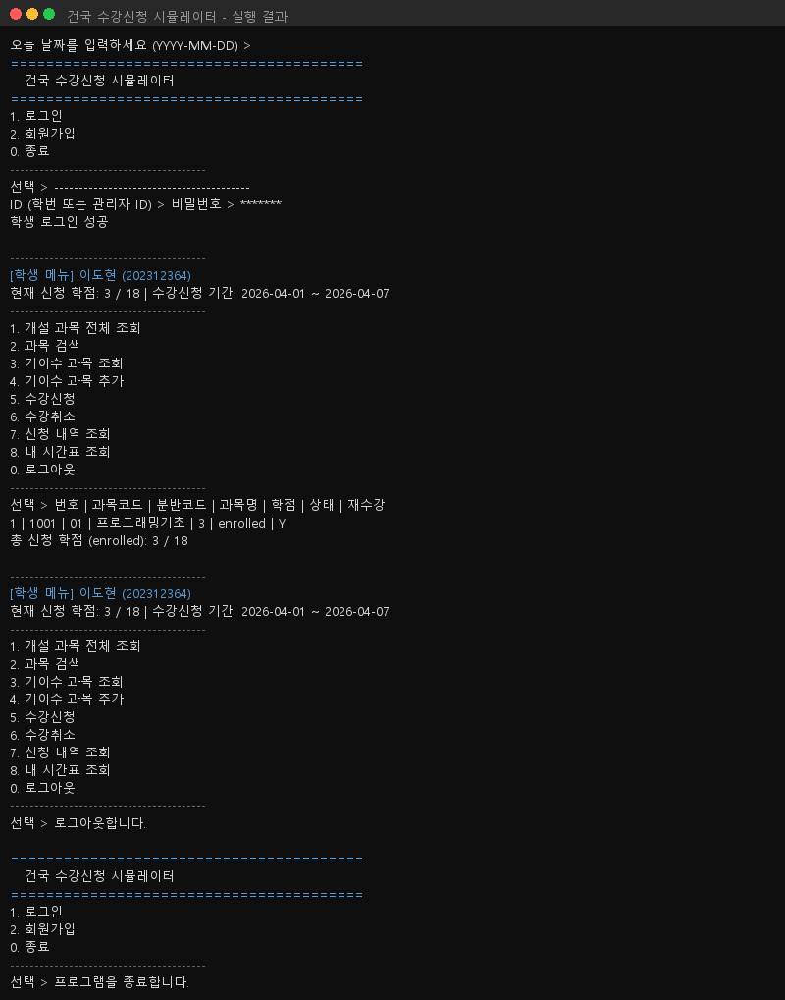 건국 수강신청 시뮬레이터 - 실행 결과
오늘 날짜를 입력하세요 (YYYY-MM-DD) >
========================================
건국 수강신청 시뮬레이터
========================================
1. 로그인
2. 회원가입
0. 종료
----------------------------------------
선택 > ----------------------------------------
ID (학번 또는 관리자 ID) > 비밀번호 > *******
학생 로그인 성공
----------------------------------------
[학생 메뉴] 이도현 (202312364)
현재 신청 학점: 3 / 18 | 수강신청 기간: 2026-04-01 ~ 2026-04-07
----------------------------------------
1. 개설 과목 전체 조회
2. 과목 검색
3. 기이수 과목 조회
4. 기이수 과목 추가
5. 수강신청
6. 수강취소
7. 신청 내역 조회
8. 내 시간표 조회
0. 로그아웃
----------------------------------------
선택 > 번호 | 과목코드 | 분반코드 | 과목명 | 학점 | 상태 | 재수강
1 | 1001 | 01 | 프로그래밍기초 | 3 | enrolled | Y
총 신청 학점 (enrolled): 3 / 18
----------------------------------------
[학생 메뉴] 이도현 (202312364)
현재 신청 학점: 3 / 18 | 수강신청 기간: 2026-04-01 ~ 2026-04-07
----------------------------------------
1. 개설 과목 전체 조회
2. 과목 검색
3. 기이수 과목 조회
4. 기이수 과목 추가
5. 수강신청
6. 수강취소
7. 신청 내역 조회
8. 내 시간표 조회
0. 로그아웃
----------------------------------------
선택 > 로그아웃합니다.
========================================
건국 수강신청 시뮬레이터
========================================
1. 로그인
2. 회원가입
0. 종료
----------------------------------------
선택 > 프로그램을 종료합니다.